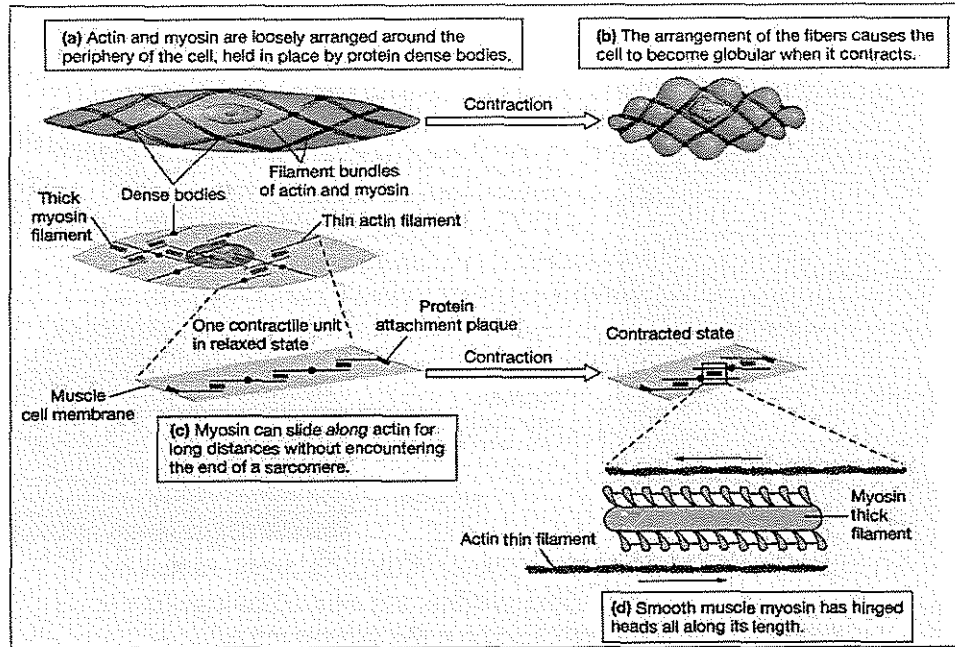 (a) Actin and myosin are loosely arranged around the
periphery of the cell, held in place by protein dense bodies.
(b) The arrangement of the fibers causes the
cell to become globular when it contracts.
Contraction
Filament bundles
of actin and myosin
Dense bodies
Thick
myosin
filament
Thin actin filament
One contractile unit
in relaxed state
Protein
attachment plaque
Contraction
Contracted state
Muscle
cell membrane
(c) Myosin can slide along actin for
long distances without encountering
the end of a sarcomere.
Myosin
thick
filament
Actin thin filament
(d) Smooth muscle myosin has hinged
heads all along its length.